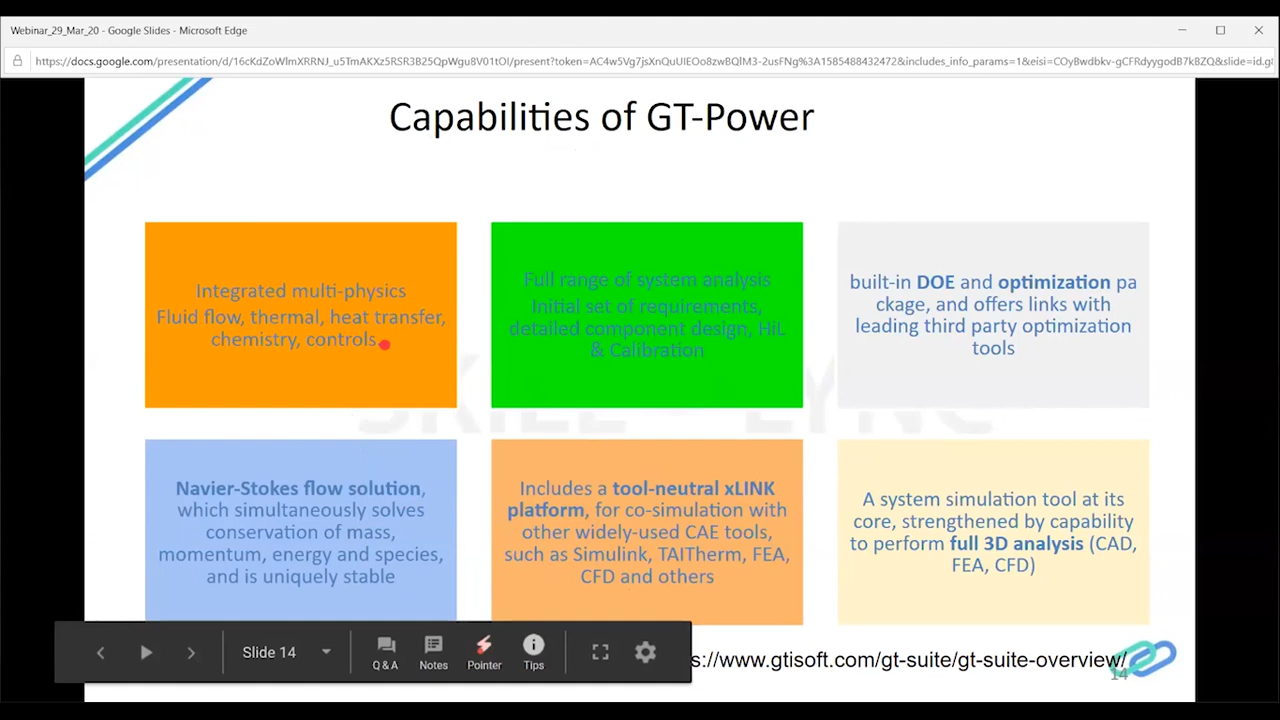 Webinar_29_Mar_20 - Google Slides - Microsoft Edge
https://docs.google.com/presentation/d/16cKdZoWlmXRRNJ_u5TmAKXz5RSR3B25QpWgu8V01tOI/present?token=AC4w5Vg7jsXnQuUIEOo8zwBQlM3-2usFNg%3A1585488432472&includes_info_params=1&eisi=COyBwdbkv-gCFRdyygodB7kBZQ&slide=id.g8
Capabilities of GT-Power
Integrated multi-physics
Fluid flow, thermal, heat transfer,
chemistry, controls
Full range of system analysis
Initial set of requirements,
detailed component design, HiL
& Calibration
built-in DOE and optimization pa
ckage, and offers links with
leading third party optimization
tools
SKILL - LYNC
Navier-Stokes flow solution,
which simultaneously solves
conservation of mass,
momentum, energy and species,
and is uniquely stable
Includes a tool-neutral xLINK
platform, for co-simulation with
other widely-used CAE tools,
such as Simulink, TAITherm, FEA,
CFD and others
A system simulation tool at its
core, strengthened by capability
to perform full 3D analysis (CAD,
FEA, CFD)
Slide 14
Q & A
Notes
Pointer
Tips
s://www.gtisoft.com/gt-suite/gt-suite-overview/
14